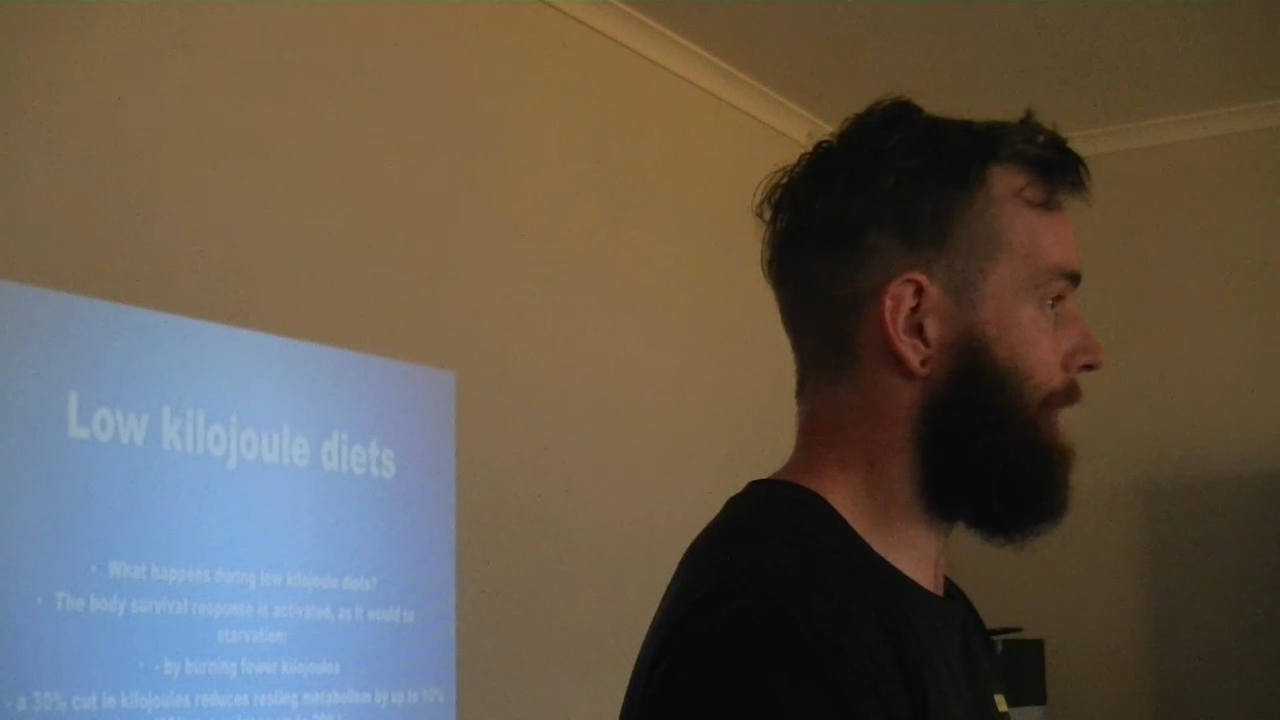 Low kilojoule diets
• What happens during low kilojoule diets?
• The body survival response is activated, as it would to
starvation:
• - by burning fewer kilojoules
- a 30% cut in kilojoules reduces resting metabolism by up to 10%